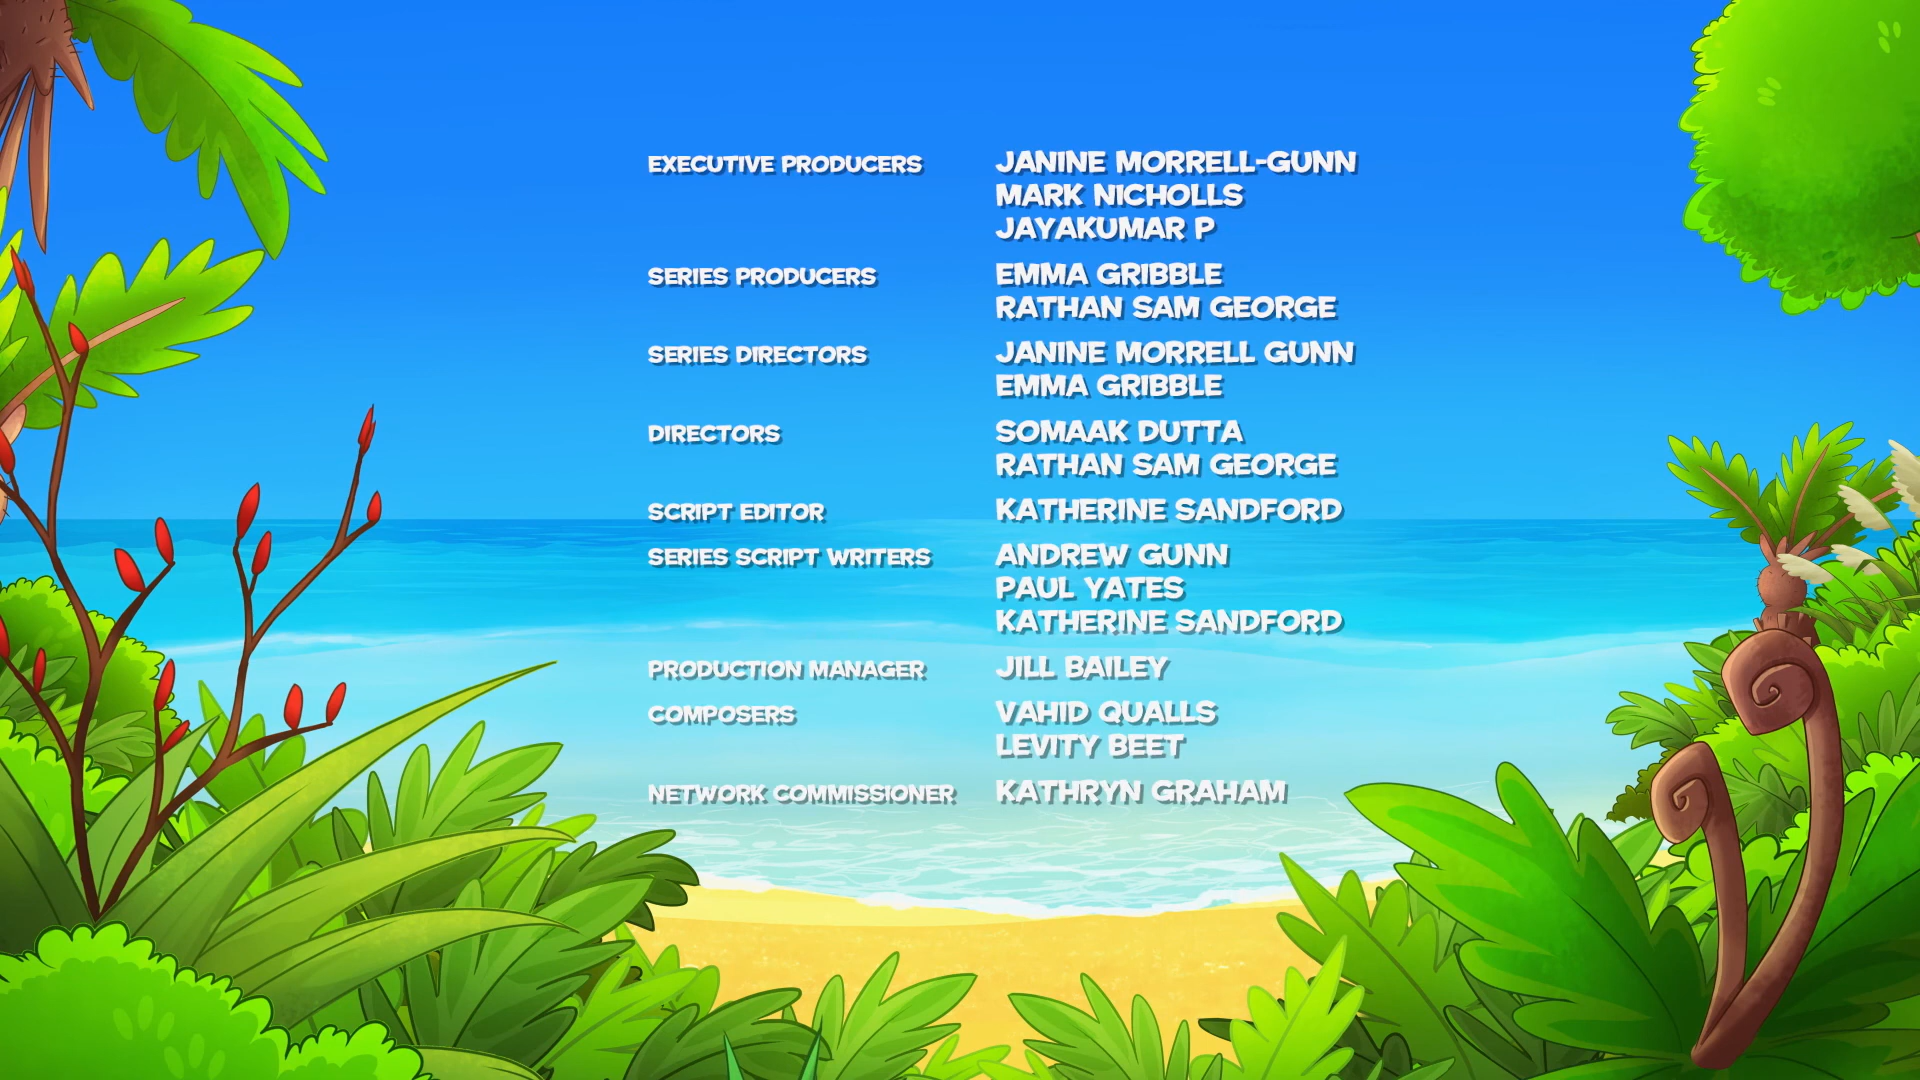 EXECUTIVE PRODUCERS JANINE MORRELL-GUNN
MARK NICHOLLS
JAYAKUMAR P
SERIES PRODUCERS EMMA GRIBBLE
RATHAN SAM GEORGE
SERIES DIRECTORS JANINE MORRELL GUNN
EMMA GRIBBLE
DIRECTORS SOMAAK DUTTA
RATHAN SAM GEORGE
SCRIPT EDITOR KATHERINE SANDFORD
SERIES SCRIPT WRITERS ANDREW GUNN
PAUL YATES
KATHERINE SANDFORD
PRODUCTION MANAGER JILL BAILEY
COMPOSERS VAHID QUALLS
LEVITY BEET
NETWORK COMMISSIONER KATHRYN GRAHAM